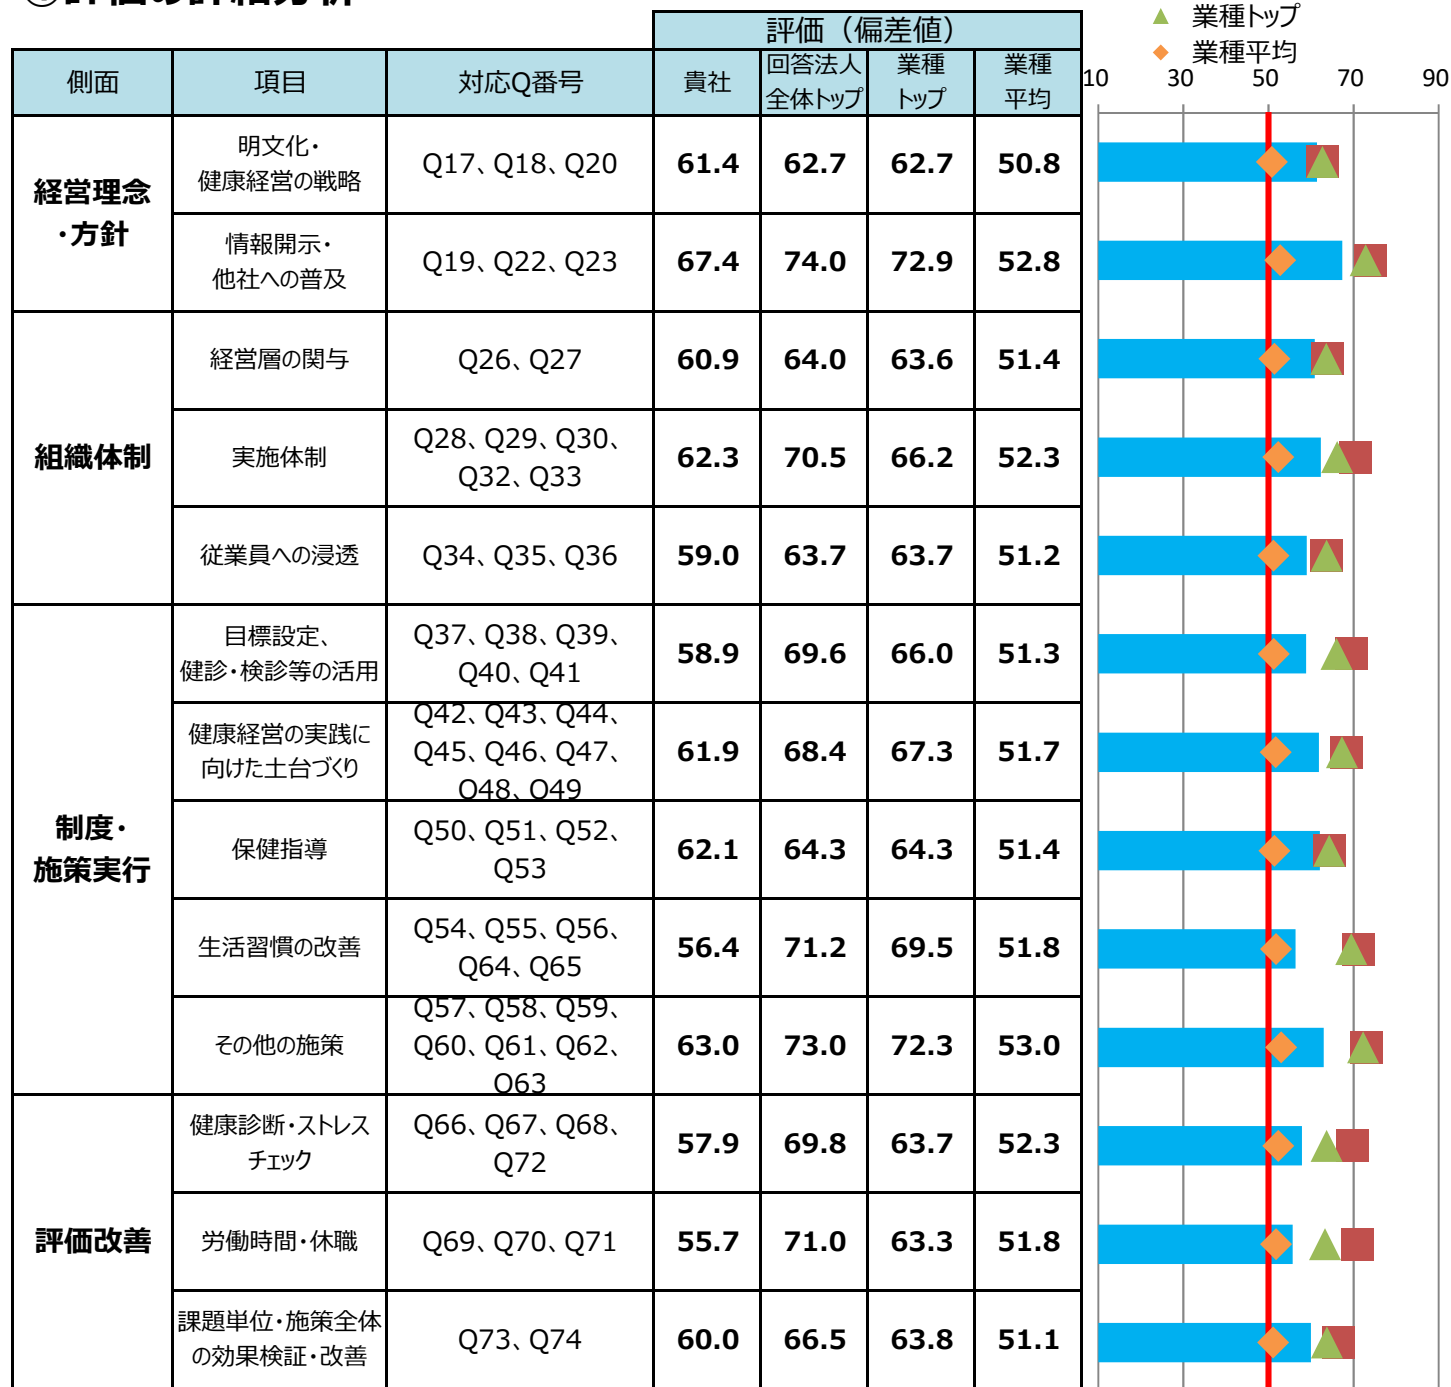 評価（偏差値）
▲ 業種トップ
◆ 業種平均
側面 項目 対応Q番号 貴社 回答法人 業種 業種
全体トップ トップ 平均
10 30 50 70 90
経営理念
・方針
明文化・
健康経営の戦略
Q17、Q18、Q20 61.4 62.7 62.7 50.8
情報開示・
他社への普及
Q19、Q22、Q23 67.4 74.0 72.9 52.8
組織体制
経営層の関与 Q26、Q27 60.9 64.0 63.6 51.4
実施体制
Q28、Q29、Q30、
Q32、Q33
62.3 70.5 66.2 52.3
従業員への浸透 Q34、Q35、Q36 59.0 63.7 63.7 51.2
制度・
施策実行
目標設定、
健診・検診等の活用
Q37、Q38、Q39、
Q40、Q41
58.9 69.6 66.0 51.3
健康経営の実践に
向けた土台づくり
Q42、Q43、Q44、
Q45、Q46、Q47、
Q48、Q49
61.9 68.4 67.3 51.7
保健指導
Q50、Q51、Q52、
Q53
62.1 64.3 64.3 51.4
生活習慣の改善
Q54、Q55、Q56、
Q64、Q65
56.4 71.2 69.5 51.8
その他の施策
Q57、Q58、Q59、
Q60、Q61、Q62、
Q63
63.0 73.0 72.3 53.0
評価改善
健康診断・ストレス
チェック
Q66、Q67、Q68、
Q72
57.9 69.8 63.7 52.3
労働時間・休職 Q69、Q70、Q71 55.7 71.0 63.3 51.8
課題単位・施策全体
の効果検証・改善
Q73、Q74 60.0 66.5 63.8 51.1